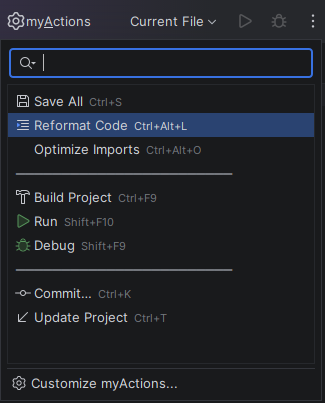 myActions Current File
Save All Ctrl+S
Reformat Code Ctrl+Alt+L
Optimize Imports Ctrl+Alt+O
Build Project Ctrl+F9
Run Shift+F10
Debug Shift+F9
Commit... Ctrl+K
Update Project Ctrl+T
Customize myActions...